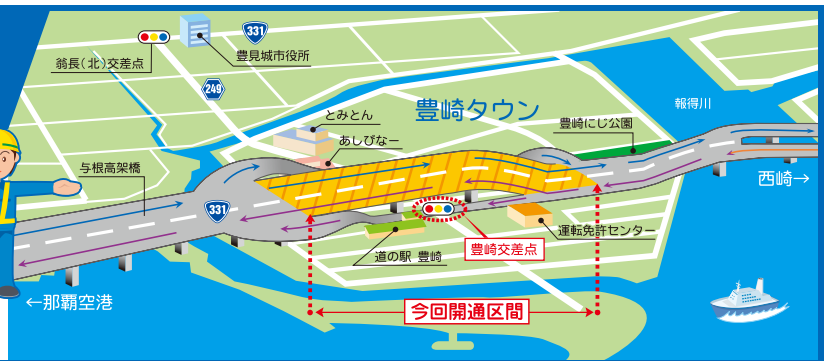 331
翁長(北)交差点
豊見城市役所
249
とみとん
豊崎タウン
報得川
あしびなー
豊崎にじ公園
与根高架橋
西崎→
331
運転免許センター
道の駅 豊崎
豊崎交差点
←那覇空港
今回開通区間